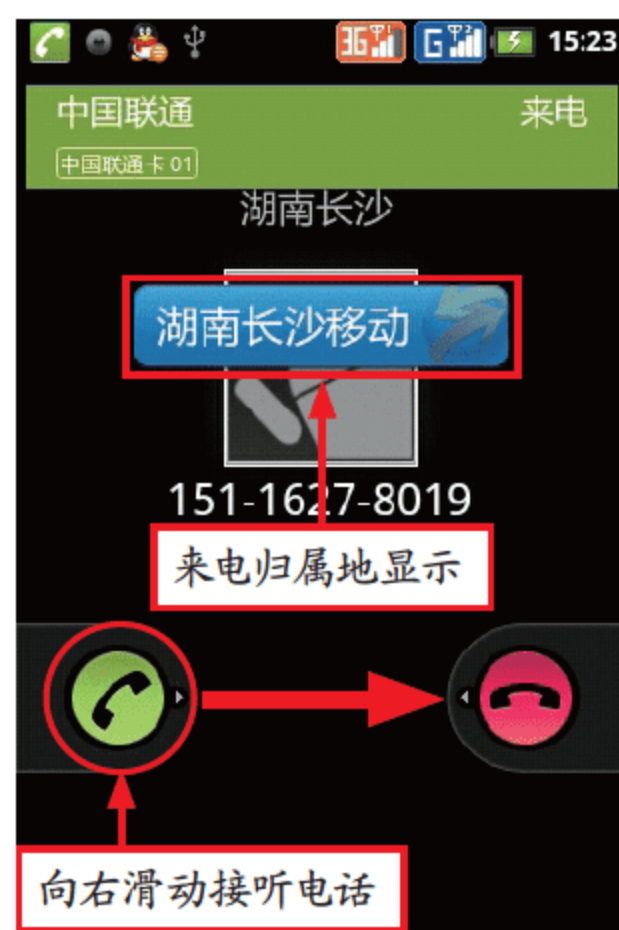 3G 1 G 2 15:23
中国联通 来电
中国联通卡 01
湖南长沙
湖南长沙移动
151-1627-8019
来电归属地显示
向右滑动接听电话